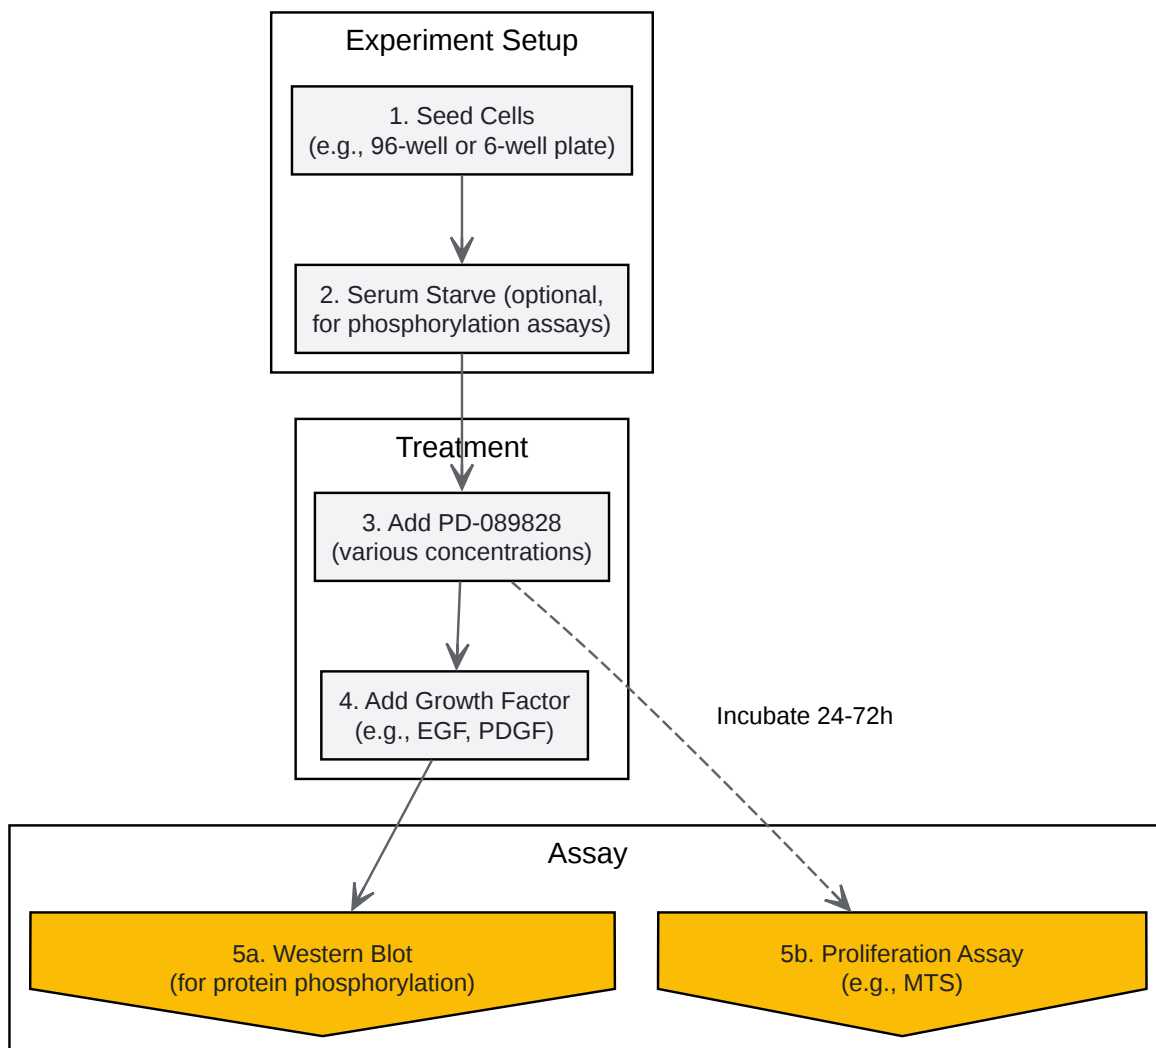 Experiment Setup
1. Seed Cells
(e.g., 96-well or 6-well plate)
2. Serum Starve (optional,
for phosphorylation assays)
Treatment
3. Add PD-089828
(various concentrations)
4. Add Growth Factor
(e.g., EGF, PDGF)
Incubate 24-72h
Assay
5a. Western Blot
(for protein phosphorylation)
5b. Proliferation Assay
(e.g., MTS)